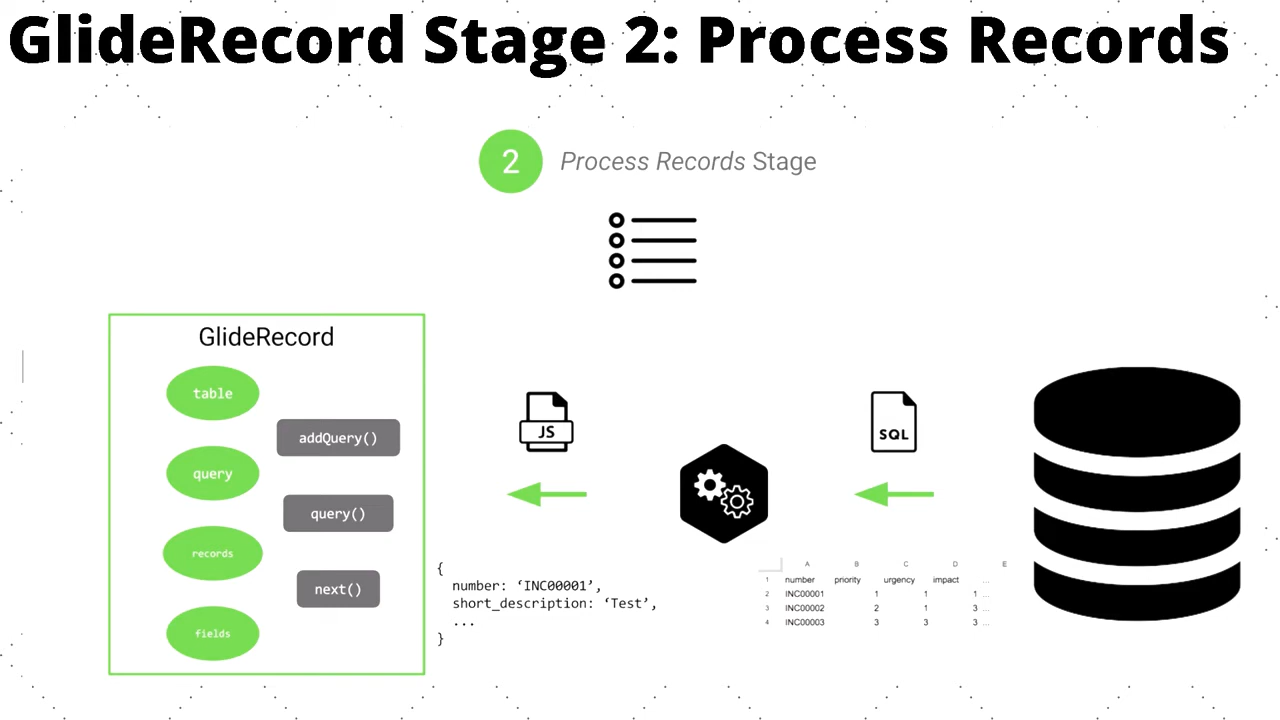 GlideRecord Stage 2: Process Records
2 Process Records Stage
GlideRecord
table
addQuery()
query
query()
records
next()
fields
JS
SQL
{
number: ‘INC00001’,
short_description: ‘Test’,
...
}
A B C D E
1 number priority urgency impact ...
2 INC00001 1 1 1 ...
3 INC00002 2 1 3 ...
4 INC00003 3 3 3 ...